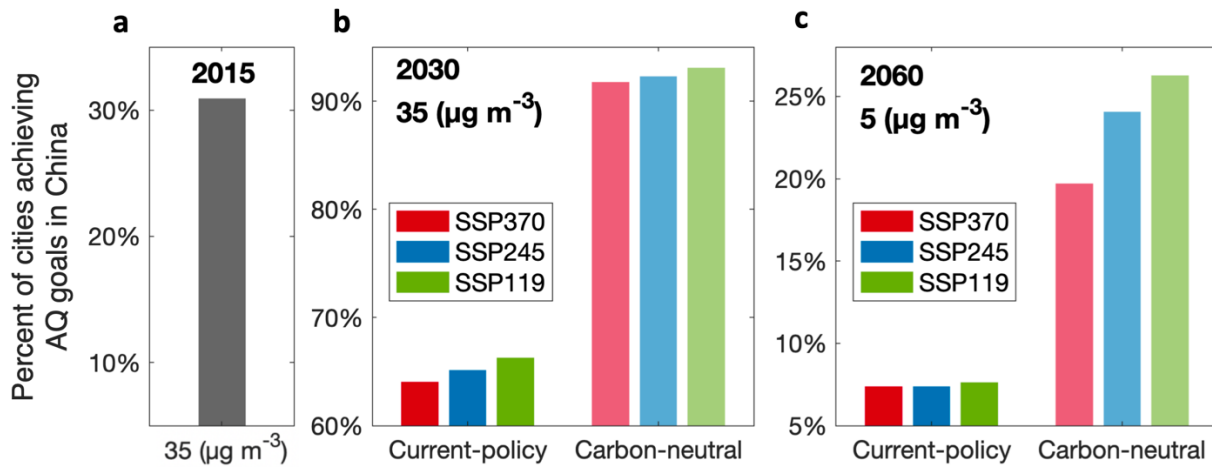 Percent of cities achieving
AQ goals in China
a
2015
30%
20%
10%
35 (µg m⁻³)
b
2030
35 (µg m⁻³)
90%
80%
70%
60%
SSP370
SSP245
SSP119
Current-policy
Carbon-neutral
c
2060
5 (µg m⁻³)
25%
20%
15%
10%
5%
SSP370
SSP245
SSP119
Current-policy
Carbon-neutral